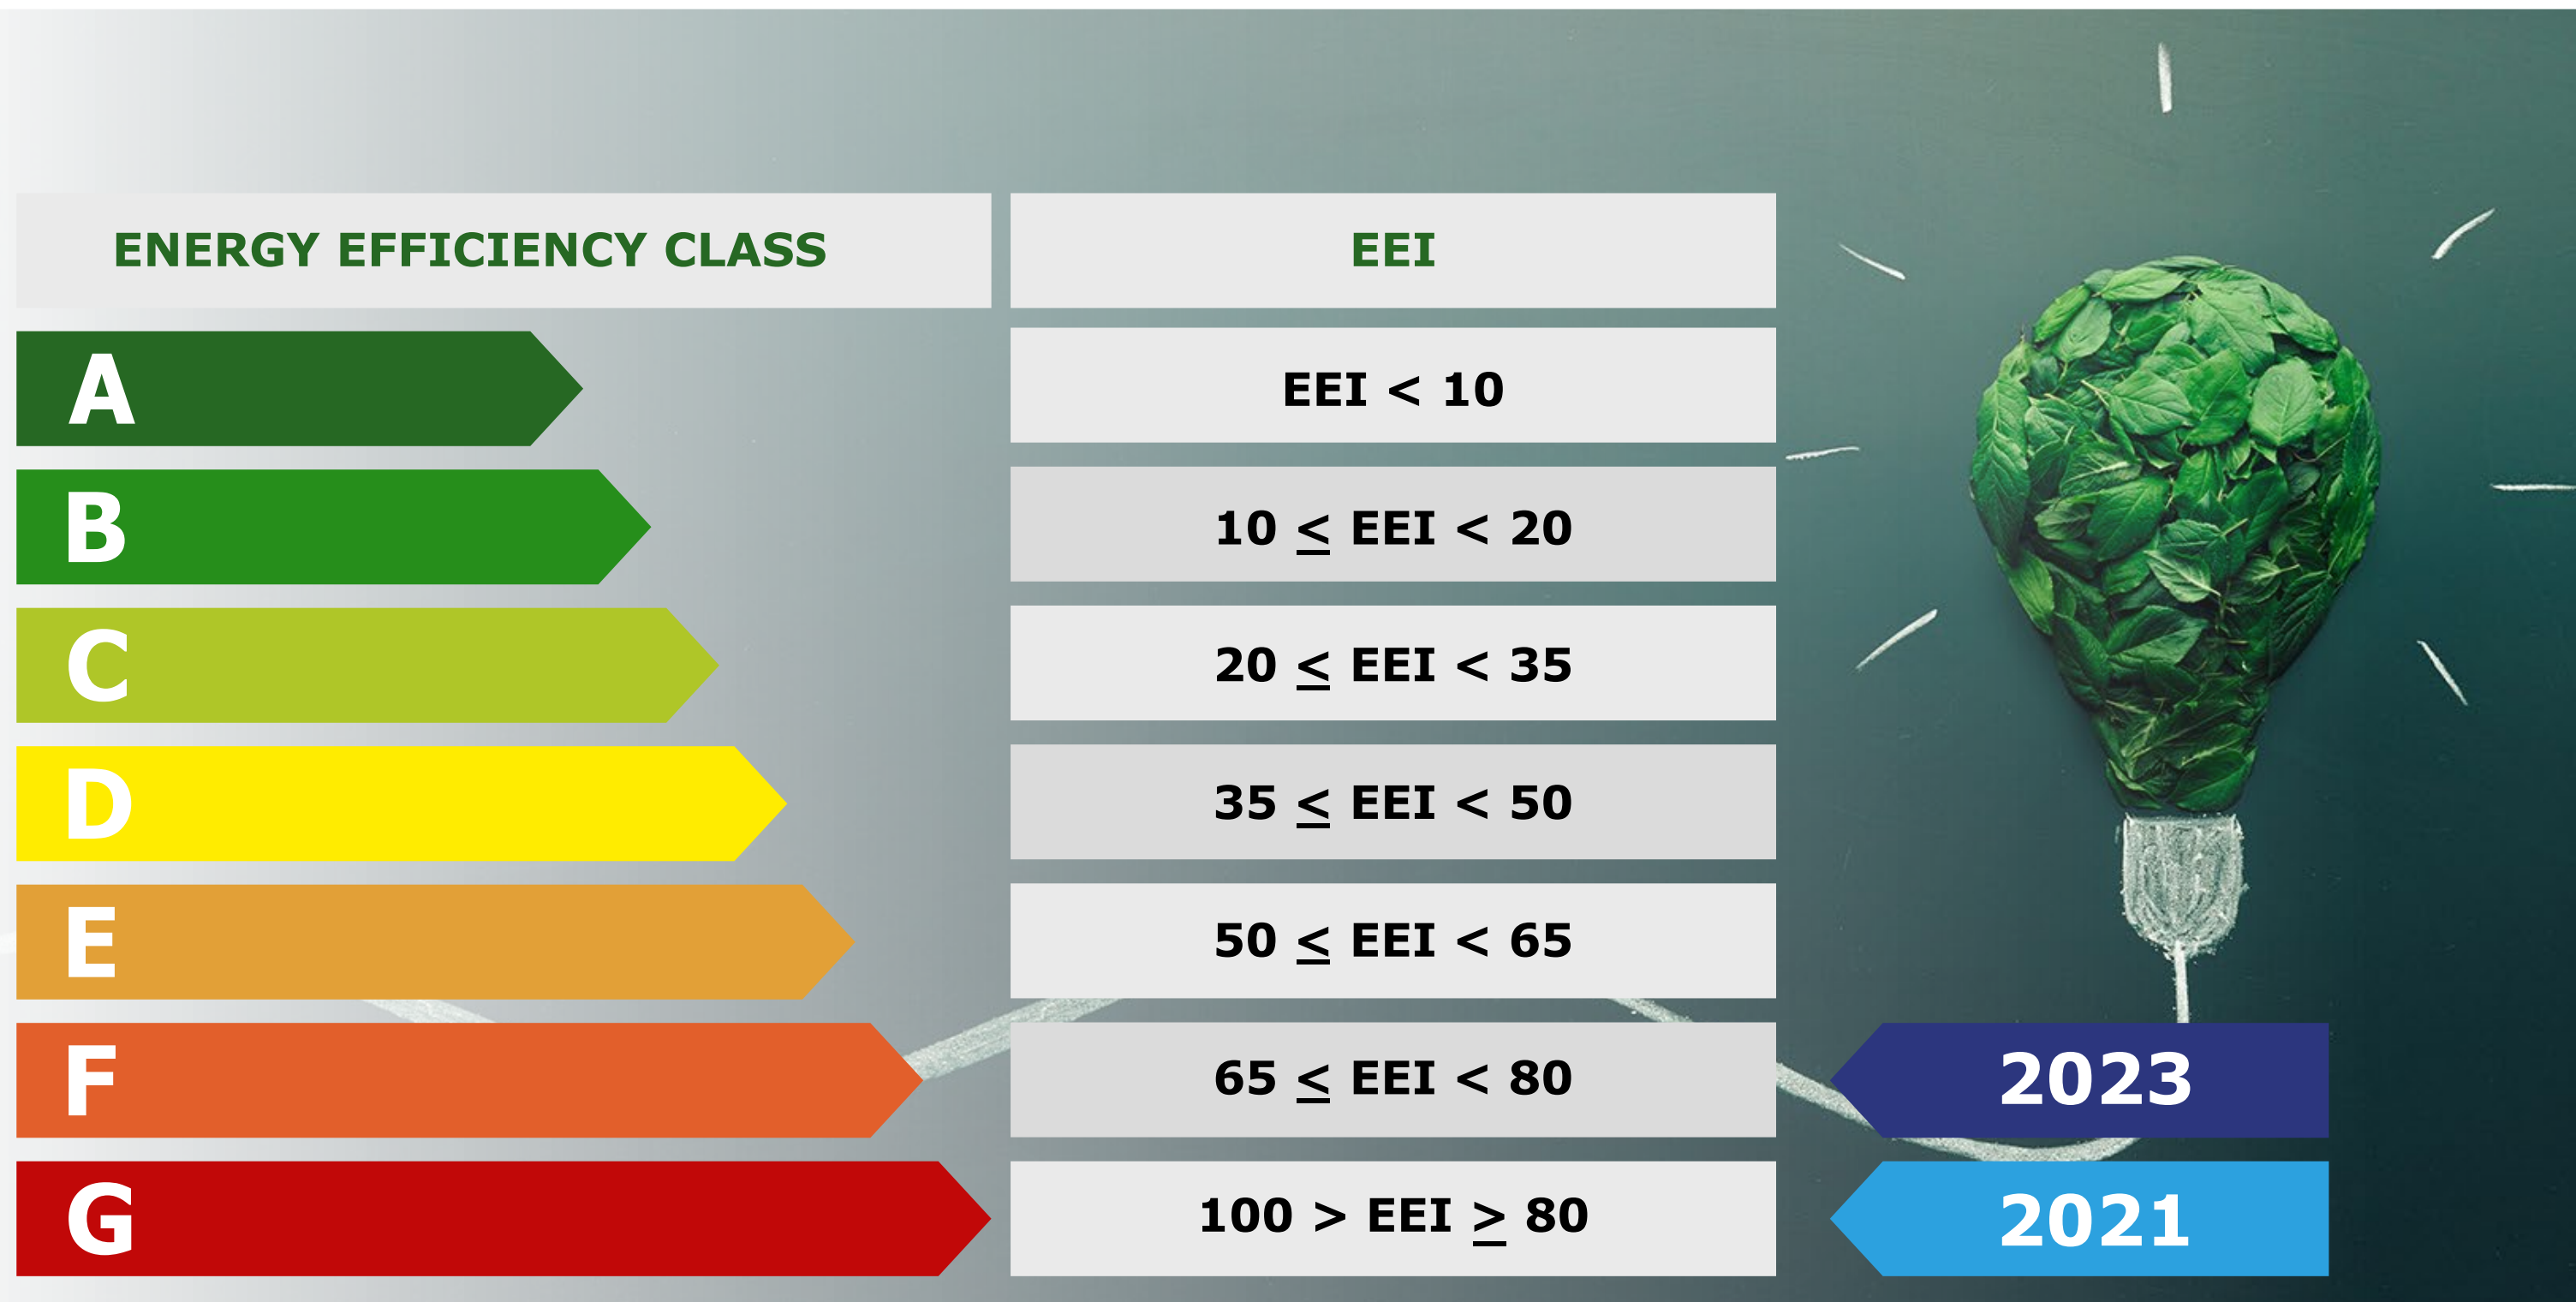 ENERGY EFFICIENCY CLASS EEI
A EEI < 10
B 10 ≤ EEI < 20
C 20 ≤ EEI < 35
D 35 ≤ EEI < 50
E 50 ≤ EEI < 65
F 65 ≤ EEI < 80 2023
G 100 > EEI ≥ 80 2021